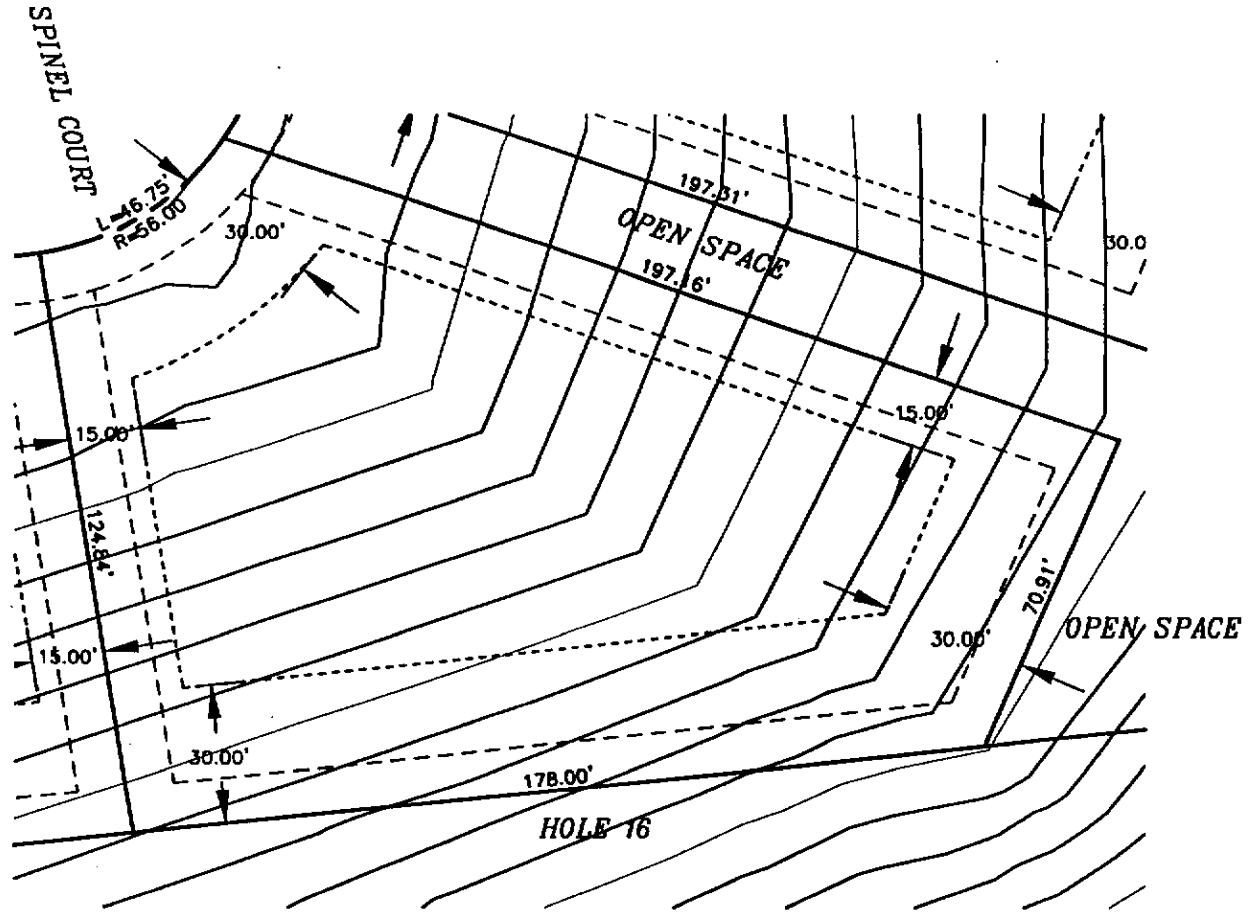 SPINEL COURT
L=46.75'
R=56.00
30.00'
197.31'
OPEN SPACE
197.16'
30.0
15.00'
15.00'
124.84'
70.91'
OPEN SPACE
15.00'
30.00'
30.00'
178.00'
HOLE 16